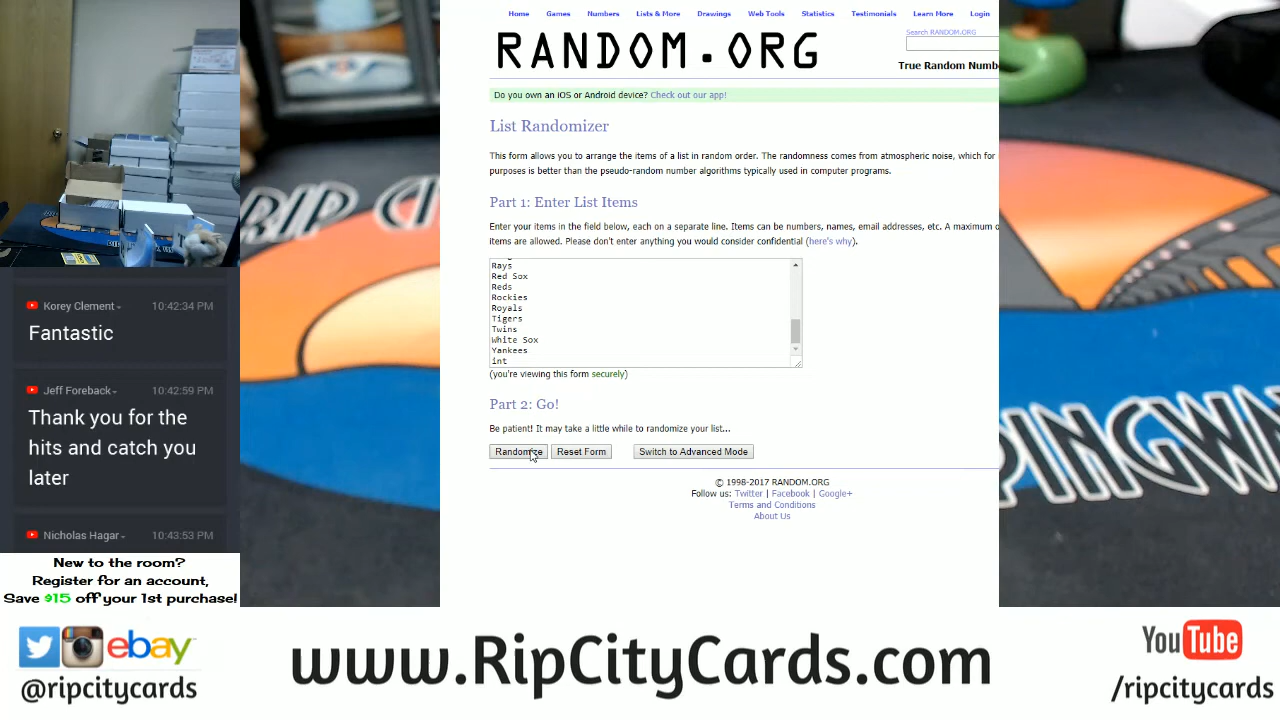 Home Games Numbers Lists & More Drawings Web Tools Statistics Testimonials Learn More Login
RANDOM.ORG
Search RANDOM.ORG
True Random Numb
Do you own an iOS or Android device? Check out our app!
List Randomizer
This form allows you to arrange the items of a list in random order. The randomness comes from atmospheric noise, which for
purposes is better than the pseudo-random number algorithms typically used in computer programs.
Part 1: Enter List Items
Enter your items in the field below, each on a separate line. Items can be numbers, names, email addresses, etc. A maximum o
items are allowed. Please don't enter anything you would consider confidential (here's why).
Rays
Red Sox
Reds
Rockies
Royals
Tigers
Twins
White Sox
Yankees
int
(you're viewing this form securely)
Part 2: Go!
Be patient! It may take a little while to randomize your list...
Randomize Reset Form Switch to Advanced Mode
© 1998-2017 RANDOM.ORG
Follow us: Twitter | Facebook | Google+
Terms and Conditions
About Us
RIP CI
PINGWA
Korey Clement 10:42:34 PM
Fantastic
Jeff Foreback 10:42:59 PM
Thank you for the
hits and catch you
later
Nicholas Hagar 10:43:53 PM
New to the room?
Register for an account,
Save $15 off your 1st purchase!
ebay
@ripcitycards
www.RipCityCards.com
YouTube
/ripcitycards